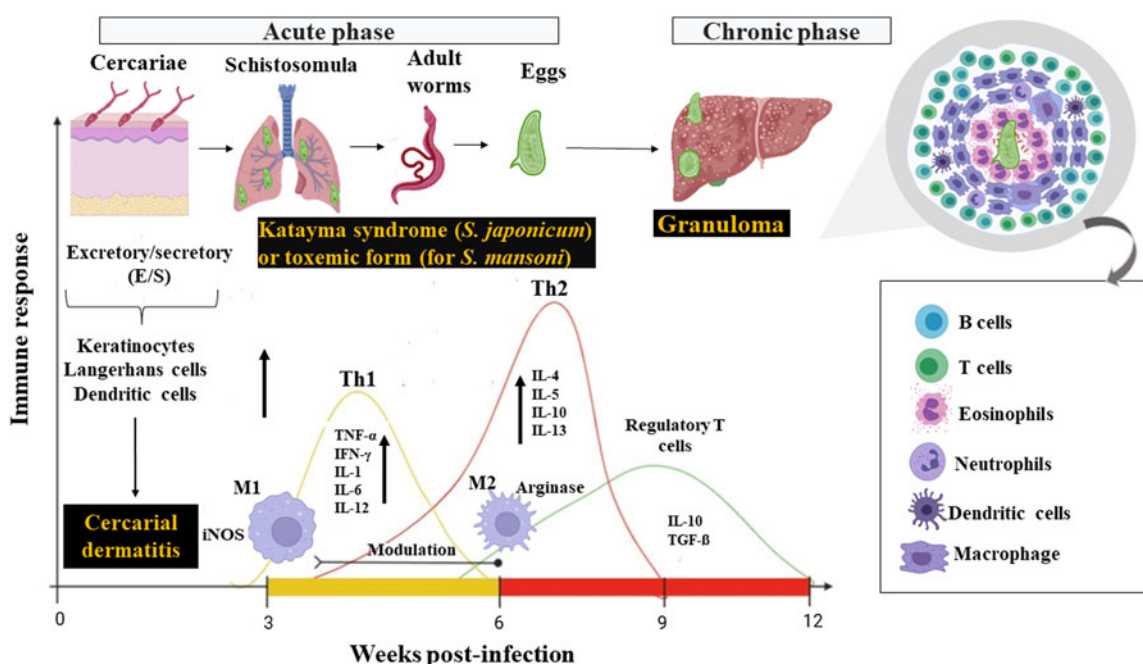 Acute phase
Chronic phase
Cercariae
Schistosomula
Adult
worms
Eggs
Katayma syndrome (S. japonicum)
or toxemic form (for S. mansoni)
Granuloma
Immune response
Excretory/secretory
(E/S)
Keratinocytes
Langerhans cells
Dendritic cells
Cercarial
dermatitis
Th1
TNF-α
IFN-γ
IL-1
IL-6
IL-12
M1
iNOS
Th2
IL-4
IL-5
IL-10
IL-13
M2
Arginase
Modulation
Regulatory T
cells
IL-10
TGF-ß
0
3
6
9
12
Weeks post-infection
B cells
T cells
Eosinophils
Neutrophils
Dendritic cells
Macrophage